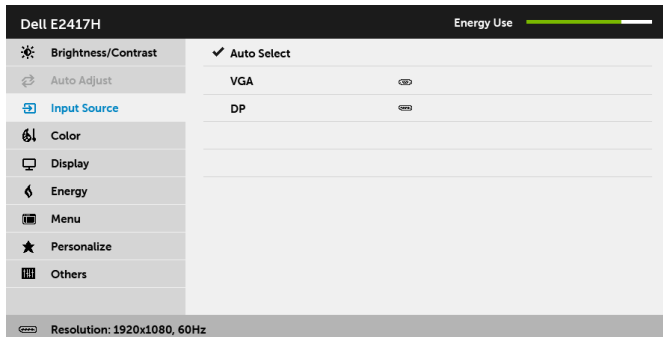 Dell E2417H
Energy Use
Brightness/Contrast
Auto Adjust
Input Source
Color
Display
Energy
Menu
Personalize
Others
Auto Select
VGA
DP
Resolution: 1920x1080, 60Hz